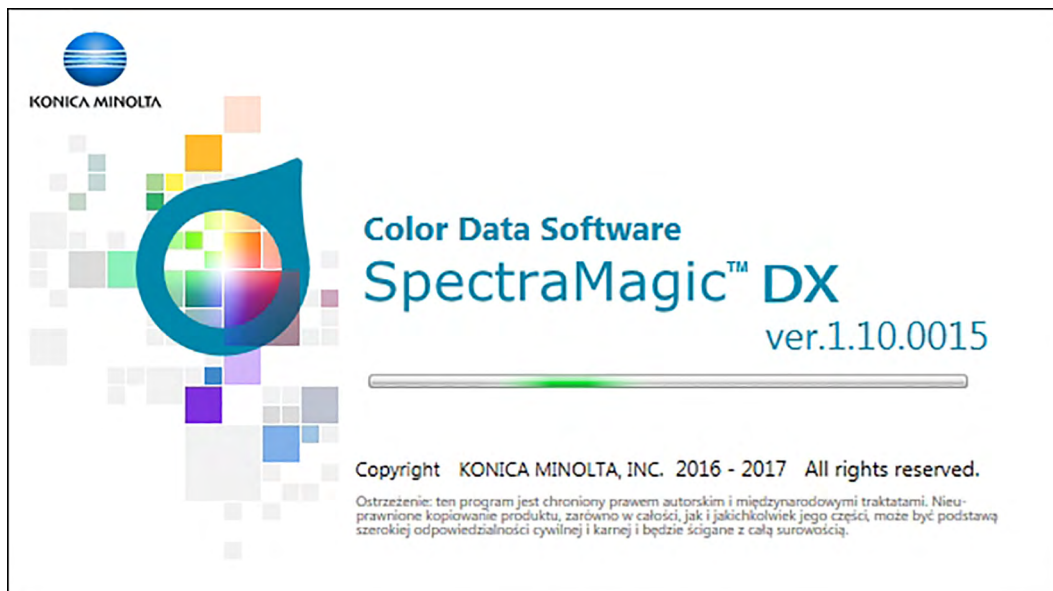 KONICA MINOLTA
Color Data Software
SpectraMagic™ DX
ver.1.10.0015
Copyright KONICA MINOLTA, INC. 2016 - 2017 All rights reserved.
Ostrzeżenie: ten program jest chroniony prawem autorskim i międzynarodowymi traktatami. Nieu-
prawnione kopiowanie produktu, zarówno w całości, jak i jakichkolwiek jego części, może być podstawą
szerokiej odpowiedzialności cywilnej i karnej i będzie ścigane z całą surowością.